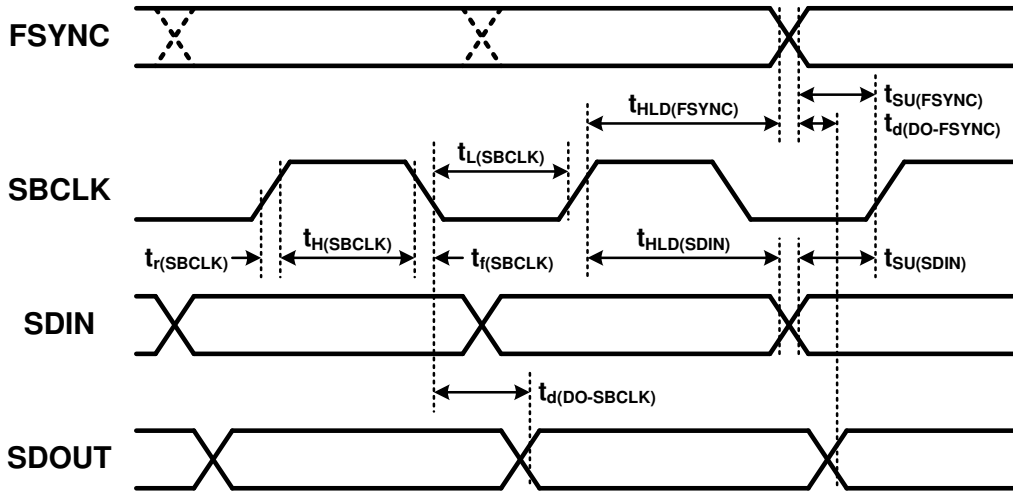 FSYNC
tSU(FSYNC)
tHLD(FSYNC)
td(DO-FSYNC)
tL(SBCLK)
SBCLK
tr(SBCLK)
tH(SBCLK)
tf(SBCLK)
tHLD(SDIN)
tSU(SDIN)
SDIN
td(DO-SBCLK)
SDOUT